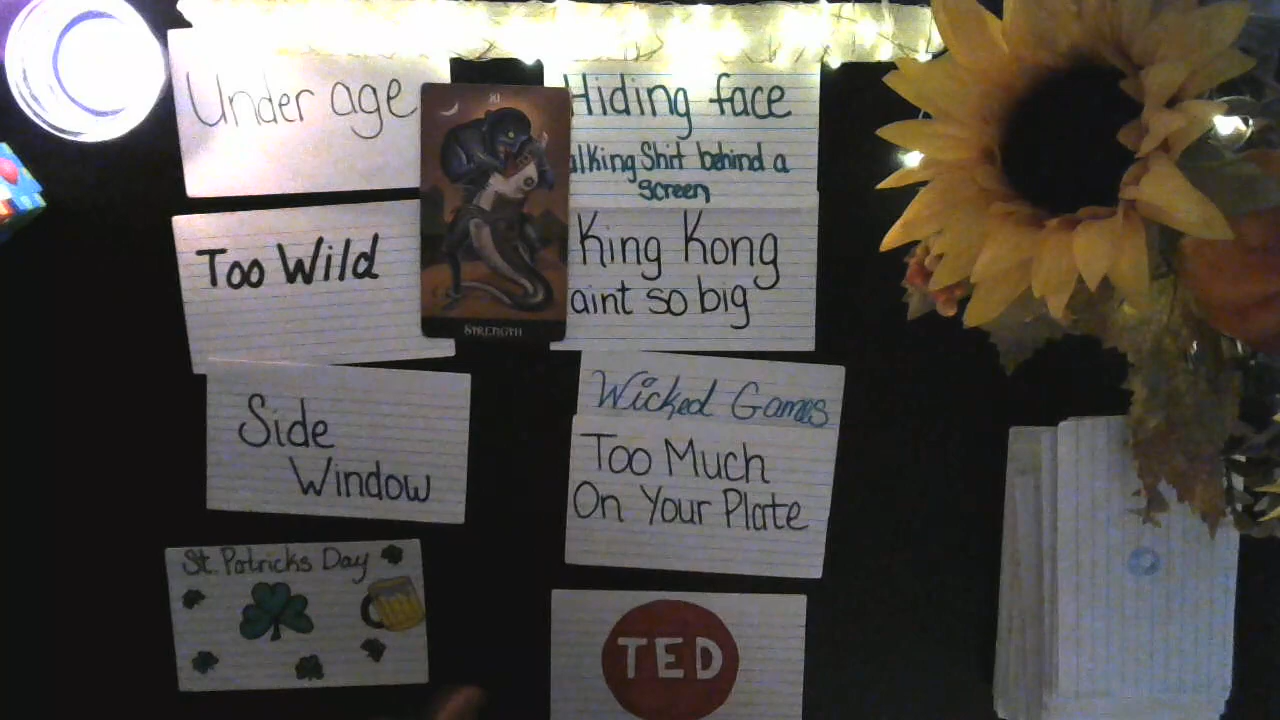 Under age
Too Wild
Side
Window
St. Patricks Day
XI
STRENGTH
Hiding face
alking Shit behind a
screen
King Kong
aint so big
Wicked Games
Too Much
On Your Plate
TED